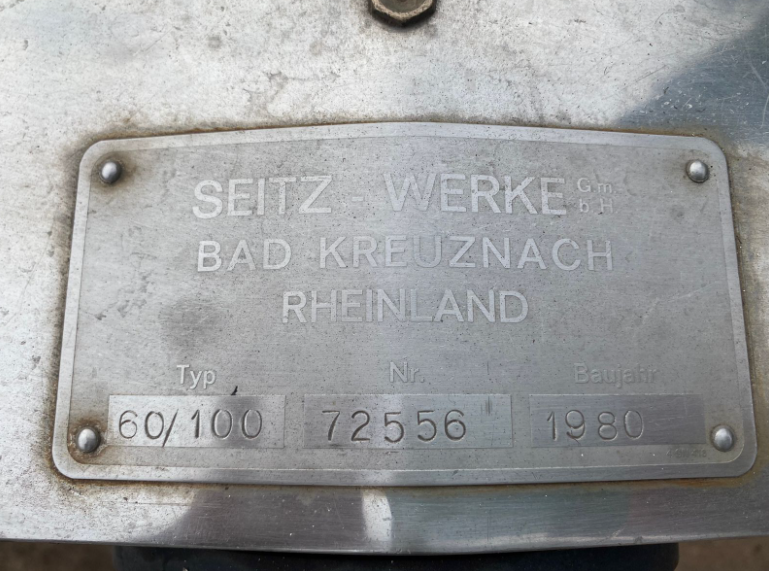 SEITZ - WERKE GmbH
BAD KREUZNACH
RHEINLAND
Typ Nr. Baujahr
60/100 72556 1980